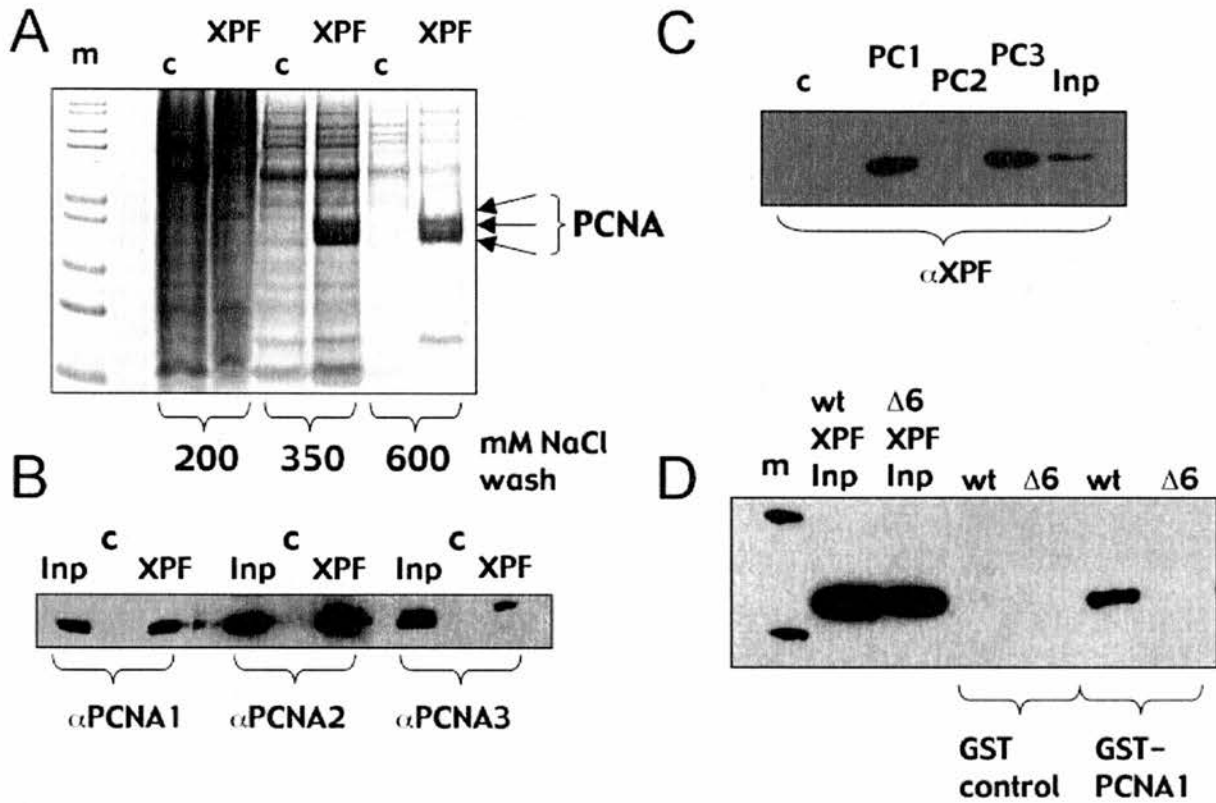 A
m
c
XPF
c
XPF
c
XPF
PCNA
200
350
600
mM NaCl
wash
B
Inp
c
XPF
Inp
c
XPF
Inp
c
XPF
αPCNA1
αPCNA2
αPCNA3
C
c
PC1
PC2
PC3
Inp
αXPF
D
m
wt
XPF
Inp
Δ6
XPF
Inp
wt
Δ6
wt
Δ6
GST
control
GST-
PCNA1